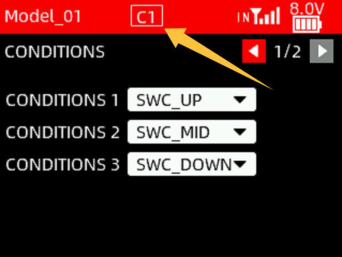 Model_01 C1 IN 8.0V
CONDITIONS 1/2
CONDITIONS 1 SWC_UP
CONDITIONS 2 SWC_MID
CONDITIONS 3 SWC_DOWN